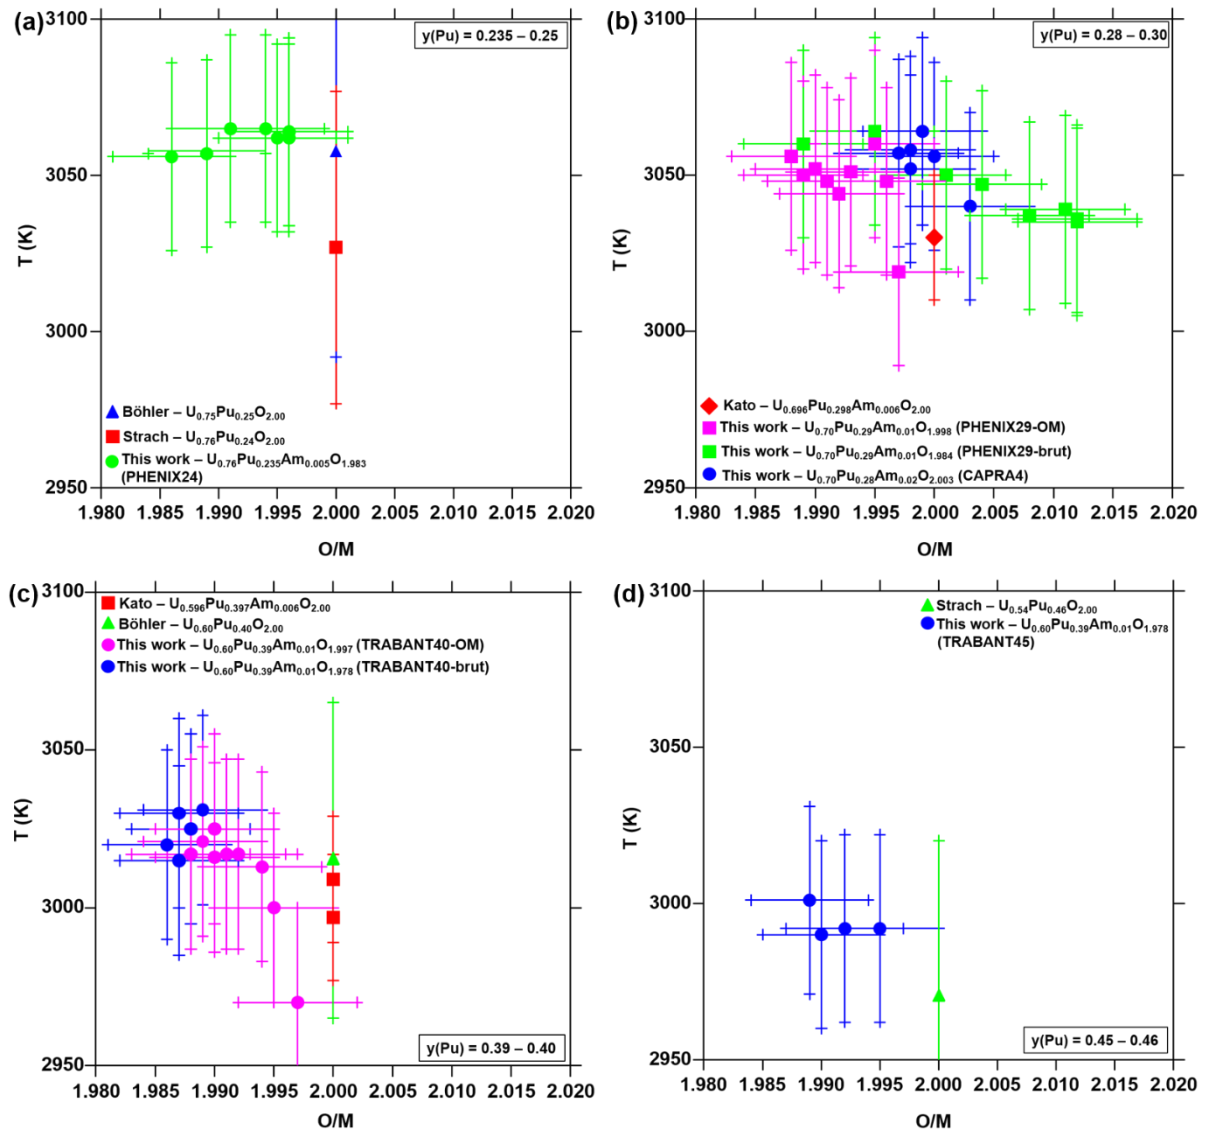 (a)
3100
y(Pu) = 0.235 – 0.25
3050
T (K)
3000
Böhler – U0.75Pu0.25O2.00
Strach – U0.76Pu0.24O2.00
This work – U0.76Pu0.235Am0.005O1.983
(PHENIX24)
2950
1.980 1.985 1.990 1.995 2.000 2.005 2.010 2.015 2.020
O/M
(b)
3100
y(Pu) = 0.28 – 0.30
3050
T (K)
3000
Kato – U0.696Pu0.298Am0.006O2.00
This work – U0.70Pu0.29Am0.01O1.998 (PHENIX29-OM)
This work – U0.70Pu0.29Am0.01O1.984 (PHENIX29-brut)
This work – U0.70Pu0.28Am0.02O2.003 (CAPRA4)
2950
1.980 1.985 1.990 1.995 2.000 2.005 2.010 2.015 2.020
O/M
(c)
3100
Kato – U0.596Pu0.397Am0.006O2.00
Böhler – U0.60Pu0.40O2.00
This work – U0.60Pu0.39Am0.01O1.997 (TRABANT40-OM)
This work – U0.60Pu0.39Am0.01O1.978 (TRABANT40-brut)
3050
T (K)
3000
y(Pu) = 0.39 – 0.40
2950
1.980 1.985 1.990 1.995 2.000 2.005 2.010 2.015 2.020
O/M
(d)
3100
Strach – U0.54Pu0.46O2.00
This work – U0.60Pu0.39Am0.01O1.978
(TRABANT45)
3050
T (K)
3000
y(Pu) = 0.45 – 0.46
2950
1.980 1.985 1.990 1.995 2.000 2.005 2.010 2.015 2.020
O/M